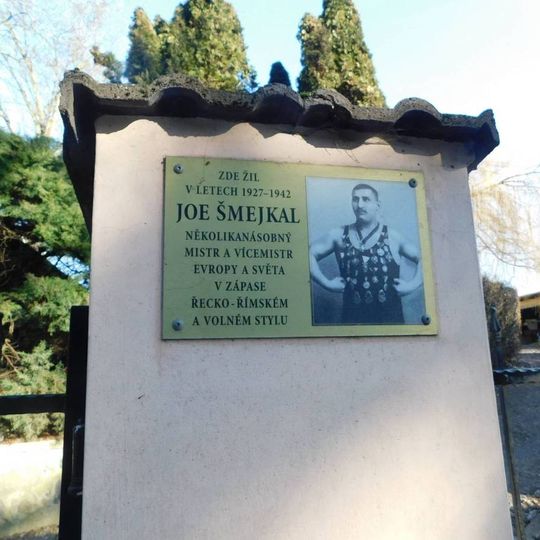 ZDE ŽIL
V LETECH 1927-1942
JOE ŠMEJKAL
NĚKOLIKANÁSOBNÝ
MISTR A VÍCEMISTR
EVROPY A SVĚTA
V ZÁPASE
ŘECKO-ŘÍMSKÉM
A VOLNÉM STYLU